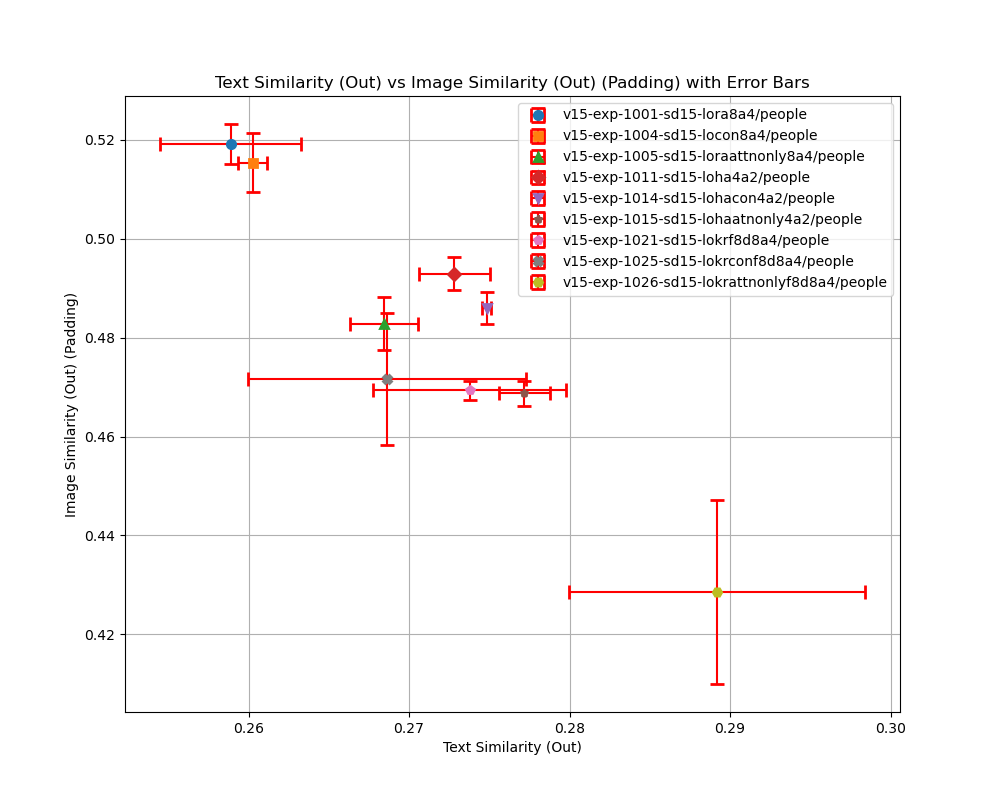 Text Similarity (Out) vs Image Similarity (Out) (Padding) with Error Bars
v15-exp-1001-sd15-lora8a4/people
v15-exp-1004-sd15-locon8a4/people
v15-exp-1005-sd15-loraattnonly8a4/people
v15-exp-1011-sd15-loha4a2/people
v15-exp-1014-sd15-lohacon4a2/people
v15-exp-1015-sd15-lohaatnonly4a2/people
v15-exp-1021-sd15-lokrf8d8a4/people
v15-exp-1025-sd15-lokrconf8d8a4/people
v15-exp-1026-sd15-lokrattnonlyf8d8a4/people
Image Similarity (Out) (Padding)
0.52
0.50
0.48
0.46
0.44
0.42
0.26 0.27 0.28 0.29 0.30
Text Similarity (Out)